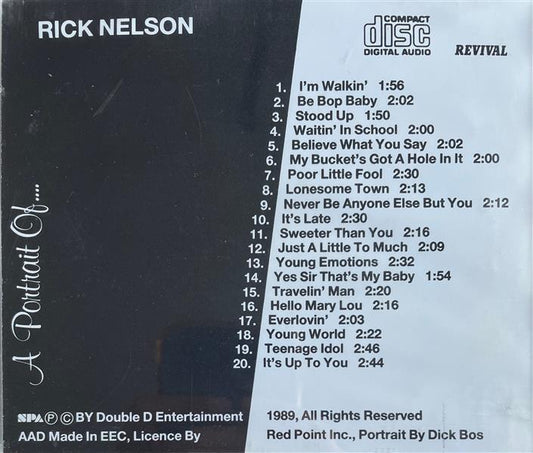 RICK NELSON
COMPACT
disc
DIGITAL AUDIO
REVIVAL
A Portrait Of....
1. I'm Walkin' 1:56
2. Be Bop Baby 2:02
3. Stood Up 1:50
4. Waitin' In School 2:00
5. Believe What You Say 2:02
6. My Bucket's Got A Hole In It 2:00
7. Poor Little Fool 2:30
8. Lonesome Town 2:13
9. Never Be Anyone Else But You 2:12
10. It's Late 2:30
11. Sweeter Than You 2:16
12. Just A Little To Much 2:09
13. Young Emotions 2:32
14. Yes Sir That's My Baby 1:54
15. Travelin' Man 2:20
16. Hello Mary Lou 2:16
17. Everlovin' 2:03
18. Young World 2:22
19. Teenage Idol 2:46
20. It's Up To You 2:44
SPA Ⓟ © BY Double D Entertainment 1989, All Rights Reserved
AAD Made In EEC, Licence By Red Point Inc., Portrait By Dick Bos